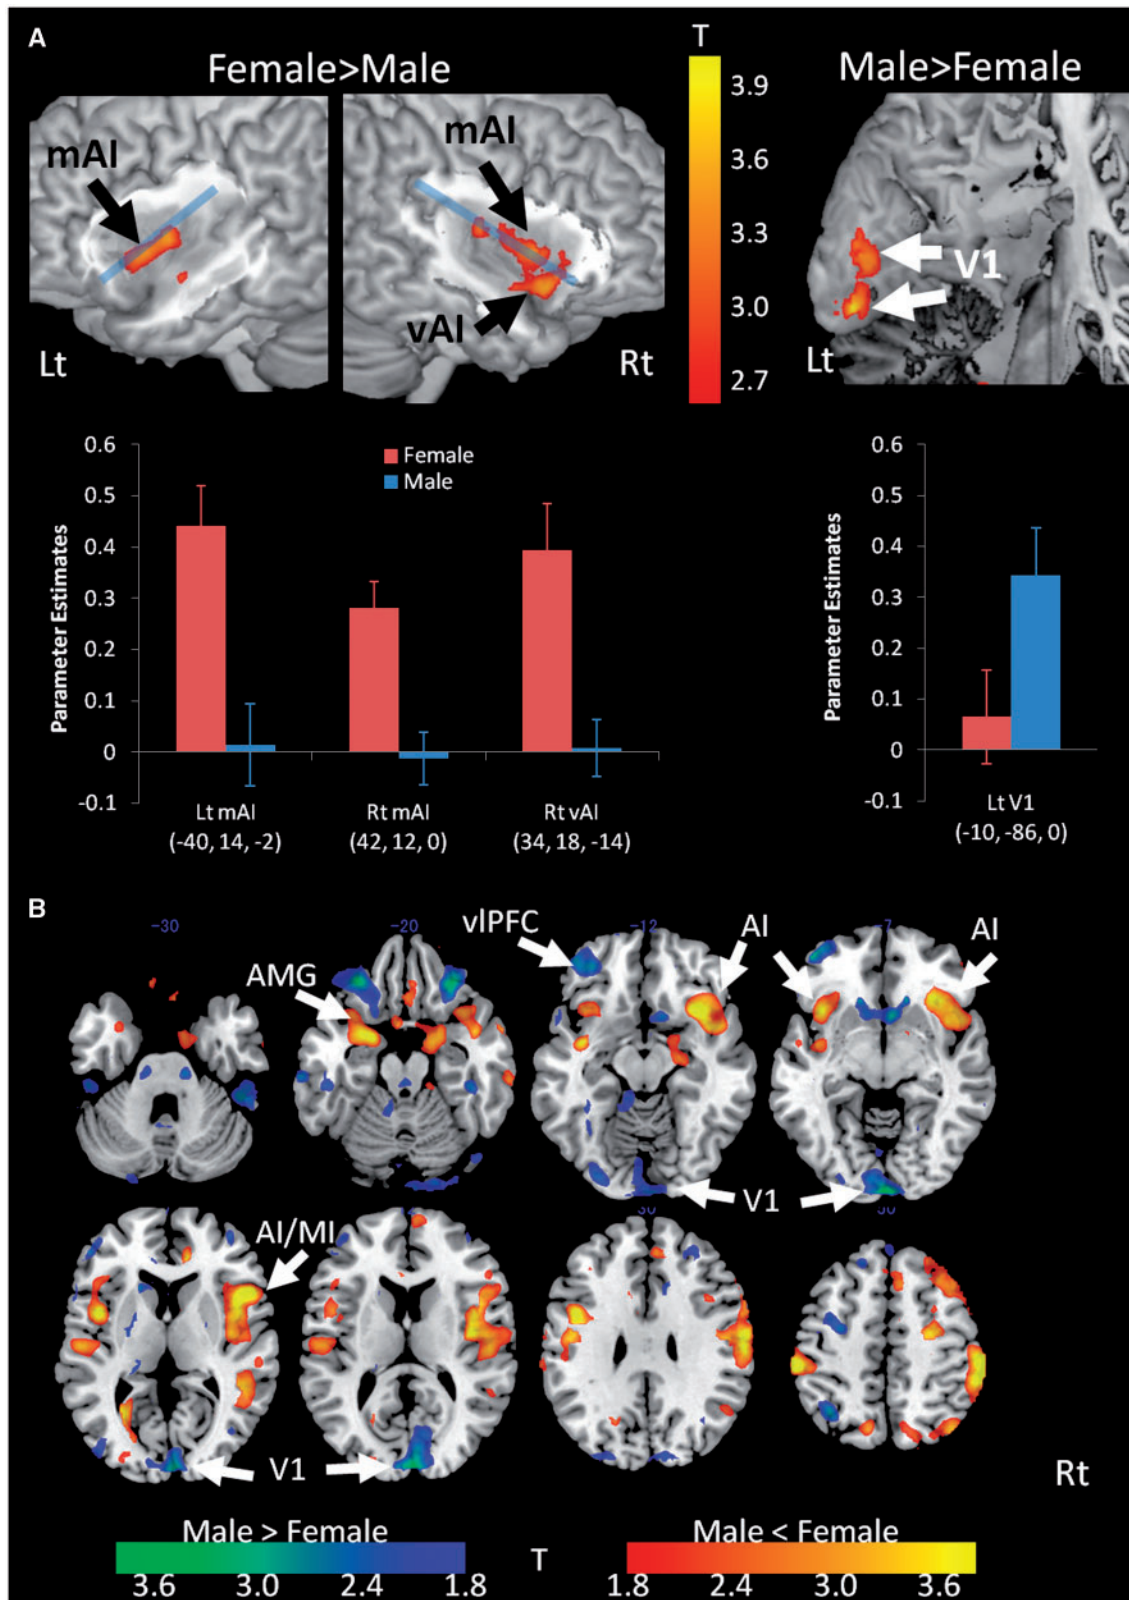 A
Female>Male
T
Male>Female
mAI
mAI
vAI
Lt
Rt
3.9
3.6
3.3
3.0
2.7
V1
Lt
Parameter Estimates
0.6
0.5
0.4
0.3
0.2
0.1
0
-0.1
Female
Male
Lt mAI
(-40, 14, -2)
Rt mAI
(42, 12, 0)
Rt vAI
(34, 18, -14)
Parameter Estimates
0.6
0.5
0.4
0.3
0.2
0.1
0
-0.1
Lt V1
(-10, -86, 0)
B
-30
-20
-12
-7
vlPFC
AI
AI
AMG
V1
AI/MI
30
V1
Rt
Male > Female
T
Male < Female
3.6 3.0 2.4 1.8
1.8 2.4 3.0 3.6